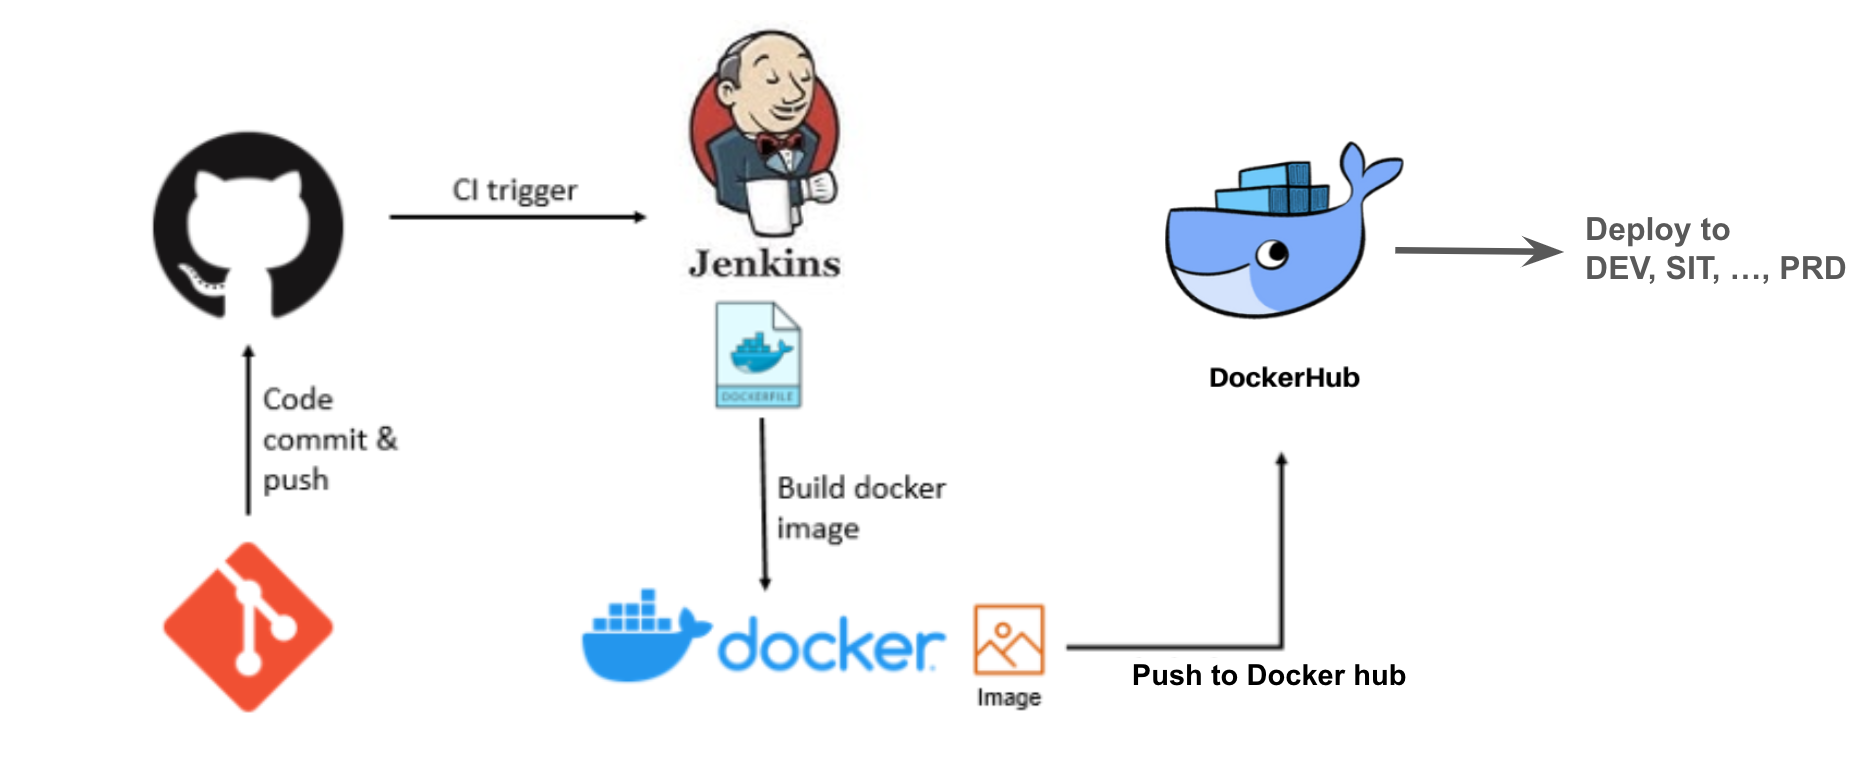 CI trigger
Jenkins
DOCKERFILE
Code
commit &
push
Build docker
image
docker
Image
Push to Docker hub
DockerHub
Deploy to
DEV, SIT, ..., PRD